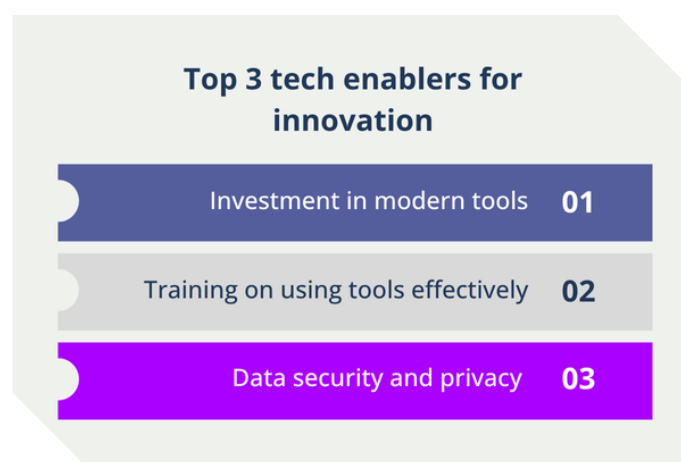 Top 3 tech enablers for
innovation
Investment in modern tools 01
Training on using tools effectively 02
Data security and privacy 03